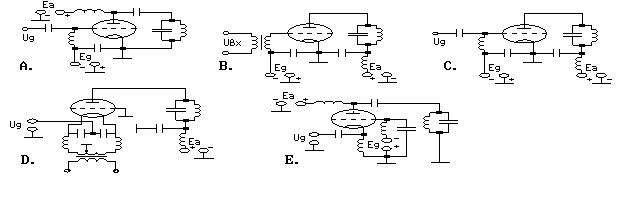 Ea
+
Ug
Eg
- + -
A.
UBx
Eg
- +
Ea
+ -
B.
Ug
Eg
- +
Ea
+ -
C.
Ug
Ea
+ -
D.
- Ea +
Ug
Eg
-
+
E.